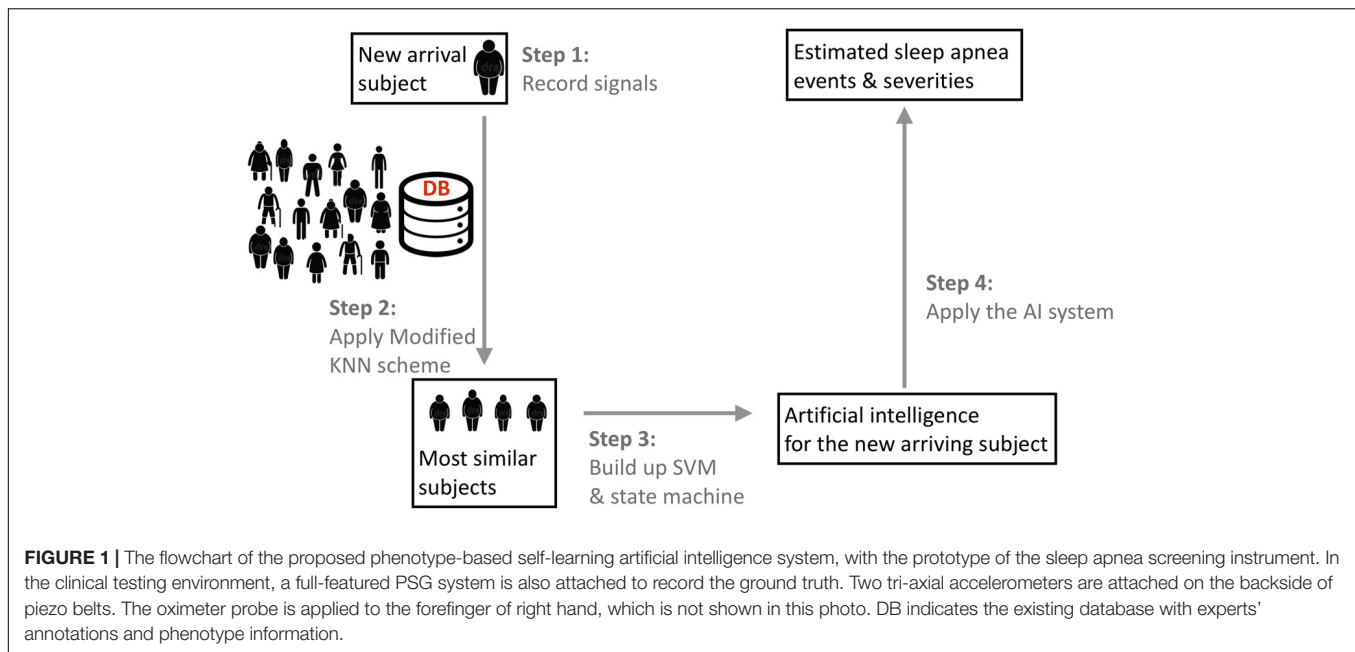 New arrival
subject
Step 1:
Record signals
Estimated sleep apnea
events & severities
DB
Step 2:
Apply Modified
KNN scheme
Step 4:
Apply the AI system
Most similar
subjects
Step 3:
Build up SVM
& state machine
Artificial intelligence
for the new arriving subject
FIGURE 1 | The flowchart of the proposed phenotype-based self-learning artificial intelligence system, with the prototype of the sleep apnea screening instrument. In
the clinical testing environment, a full-featured PSG system is also attached to record the ground truth. Two tri-axial accelerometers are attached on the backside of
piezo belts. The oximeter probe is applied to the forefinger of right hand, which is not shown in this photo. DB indicates the existing database with experts’
annotations and phenotype information.